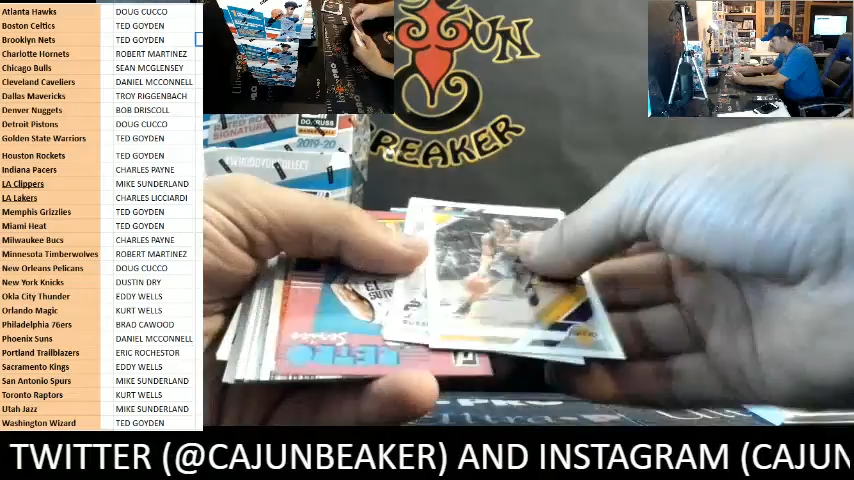 Atlanta Hawks DOUG CUCCO
Boston Celtics TED GOYDEN
Brooklyn Nets TED GOYDEN
Charlotte Hornets ROBERT MARTINEZ
Chicago Bulls SEAN MCGLENSEY
Cleveland Caveliers DANIEL MCCONNELL
Dallas Mavericks TROY RIGGENBACH
Denver Nuggets BOB DRISCOLL
Detroit Pistons DOUG CUCCO
Golden State Warriors TED GOYDEN
Houston Rockets TED GOYDEN
Indiana Pacers CHARLES PAYNE
LA Clippers MIKE SUNDERLAND
LA Lakers CHARLES LICCIARDI
Memphis Grizzlies TED GOYDEN
Miami Heat TED GOYDEN
Milwaukee Bucs CHARLES PAYNE
Minnesota Timberwolves ROBERT MARTINEZ
New Orleans Pelicans DOUG CUCCO
New York Knicks DUSTIN DRY
Okla City Thunder EDDY WELLS
Orlando Magic KURT WELLS
Philadelphia 76ers BRAD CAWOOD
Phoenix Suns DANIEL MCCONNELL
Portland Trailblazers ERIC ROCHESTOR
Sacramento Kings EDDY WELLS
San Antonio Spurs MIKE SUNDERLAND
Toronto Raptors KURT WELLS
Utah Jazz MIKE SUNDERLAND
Washington Wizard TED GOYDEN
UN
BREAKER
SIGNATURES
DONRUSS
2019-20
RETRO
Series
TWITTER (@CAJUNBEAKER) AND INSTAGRAM (CAJUN